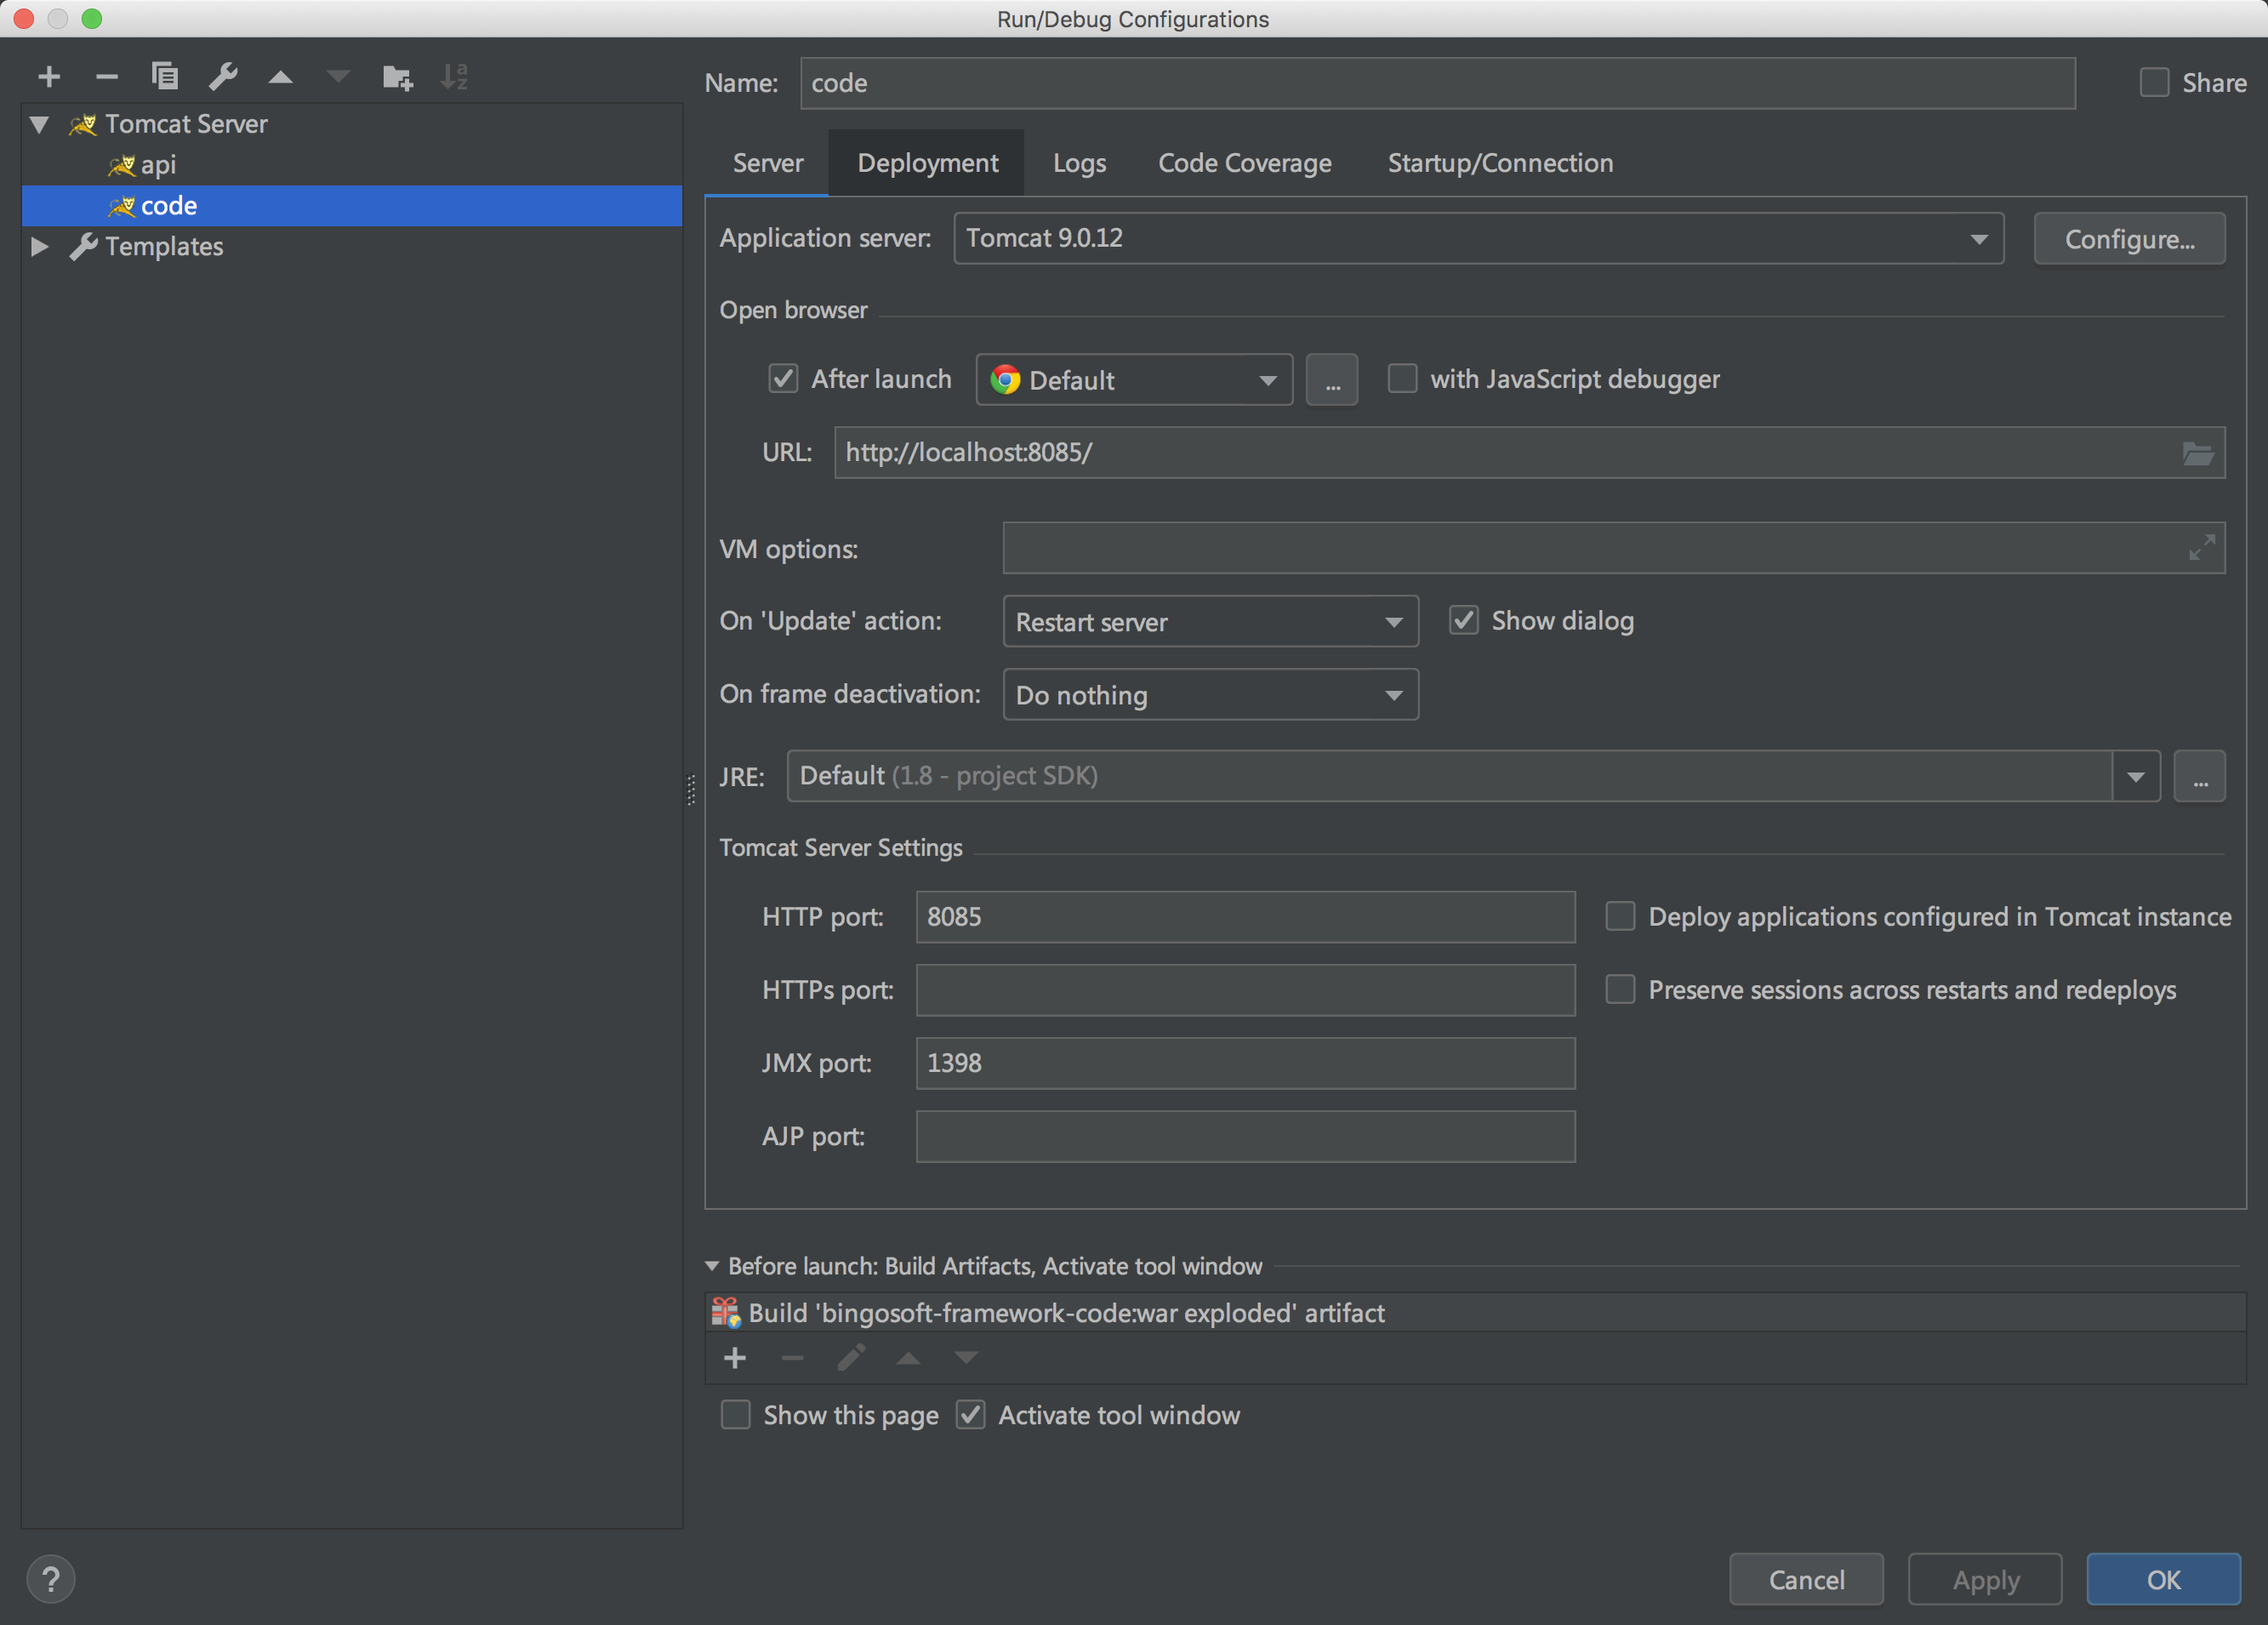 Run/Debug Configurations
Tomcat Server
api
code
Templates
Name: code Share
Server Deployment Logs Code Coverage Startup/Connection
Application server: Tomcat 9.0.12 Configure...
Open browser
After launch Default ... with JavaScript debugger
URL: http://localhost:8085/
VM options:
On 'Update' action: Restart server Show dialog
On frame deactivation: Do nothing
JRE: Default (1.8 - project SDK) ...
Tomcat Server Settings
HTTP port: 8085 Deploy applications configured in Tomcat instance
HTTPs port: Preserve sessions across restarts and redeploys
JMX port: 1398
AJP port:
Before launch: Build Artifacts, Activate tool window
Build 'bingosoft-framework-code:war exploded' artifact
Show this page Activate tool window
? Cancel Apply OK